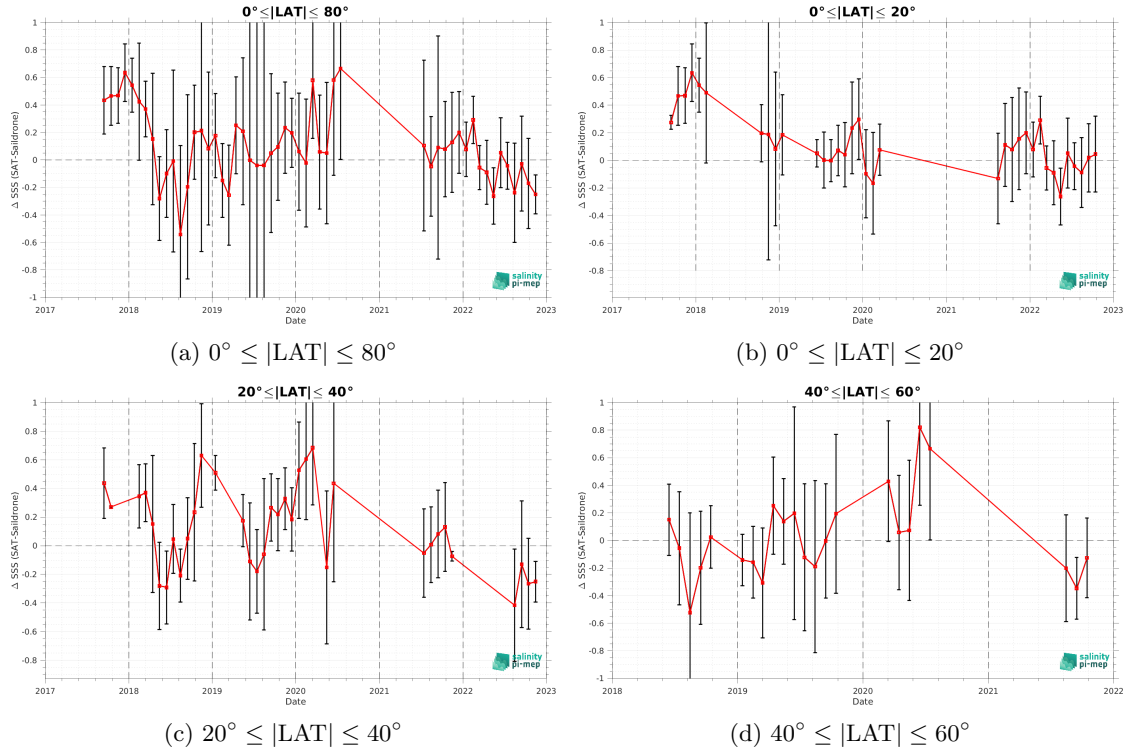 0°≤|LAT|≤ 80°
Δ SSS (SAT-Saildrone)
1
0.8
0.6
0.4
0.2
0
-0.2
-0.4
-0.6
-0.8
-1
salinity
pi-mep
2017 2018 2019 2020 2021 2022 2023
Date
(a) 0° ≤ |LAT| ≤ 80°
0°≤|LAT|≤ 20°
Δ SSS (SAT-Saildrone)
1
0.8
0.6
0.4
0.2
0
-0.2
-0.4
-0.6
-0.8
salinity
pi-mep
2017 2018 2019 2020 2021 2022 2023
Date
(b) 0° ≤ |LAT| ≤ 20°
20°≤|LAT|≤ 40°
Δ SSS (SAT-Saildrone)
1
0.8
0.6
0.4
0.2
0
-0.2
-0.4
-0.6
-0.8
salinity
pi-mep
2017 2018 2019 2020 2021 2022 2023
Date
(c) 20° ≤ |LAT| ≤ 40°
40°≤|LAT|≤ 60°
Δ SSS (SAT-Saildrone)
1
0.8
0.6
0.4
0.2
0
-0.2
-0.4
-0.6
-0.8
-1
salinity
pi-mep
2018 2019 2020 2021 2022
Date
(d) 40° ≤ |LAT| ≤ 60°